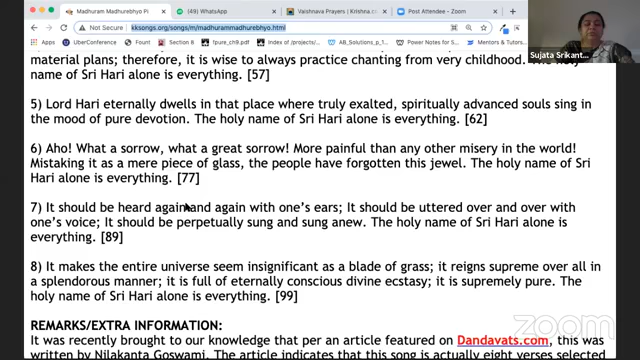 Madhuram Madhurebhyo Pi
(49) WhatsApp
Vaishnava Prayers | Krishna.c
Post Attendee - Zoom
kksongs.org/songs/m/madhurammadhurebhyo.html
Apps
UberConference
Football
Project
AB_Solutions_p
Power Notes
Sutra M
Other Bookmarks
material plans; therefore, it is wise to always practice chanting from very childhood. The holy
name of Sri Hari alone is everything. [57]
5) Lord Hari eternally dwells in that place where truly exalted, spiritually advanced souls sing in
the mood of pure devotion. The holy name of Sri Hari alone is everything. [62]
6) Aho! What a sorrow, what a great sorrow! More painful than any other misery in the world!
Mistaking it as a mere piece of glass, the people have forgotten this jewel. The holy name of Sri
Hari alone is everything. [77]
7) It should be heard again and again with one's ears; It should be uttered over and over with
one's voice; It should be perpetually sung and sung anew. The holy name of Sri Hari alone is
everything. [89]
8) It makes the entire universe seem insignificant as a blade of grass; it reigns supreme over all in
a splendorous manner; it is full of eternally conscious divine ecstasy; it is supremely pure. The
holy name of Sri Hari alone is everything. [99]
REMARKS/EXTRA INFORMATION:
It was recently brought to our knowledge that per an article featured on Dandavats.com, this was
written by Nilakanta Goswami. The article indicates that this song is actually eight verses selected
Sujata Srikant...
zoom